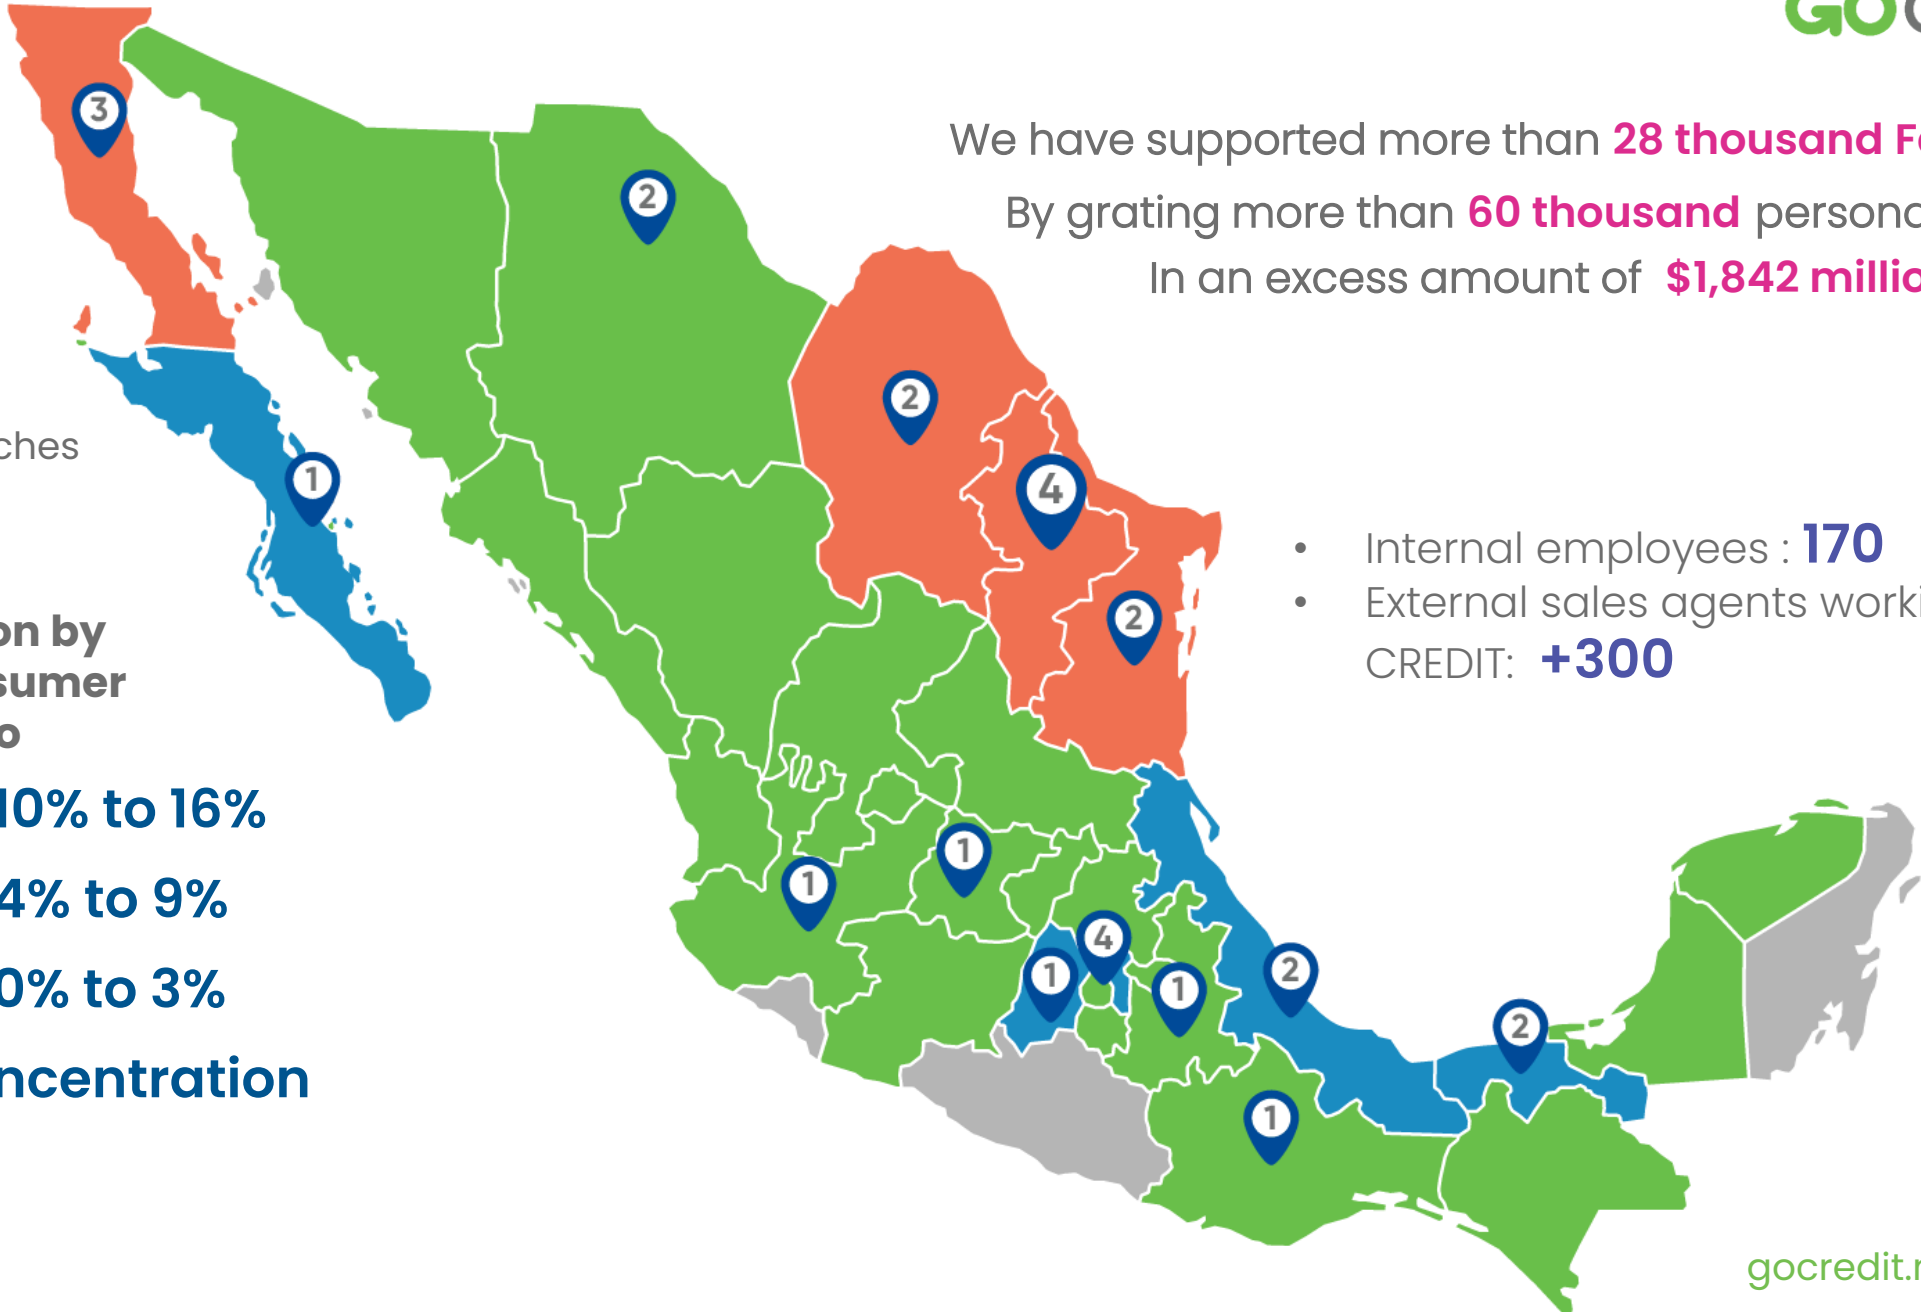 GO
We have supported more than 28 thousand
By grating more than 60 thousand
In an excess amount of $1,842
3
2
2
1
4
2
ches
• Internal employees : 170
• External sales agents
CREDIT: +300
on by
sumer
o
10% to 16%
4% to 9%
0% to 3%
ncentration
1
1
4
1
1
2
2
1
gocredit.